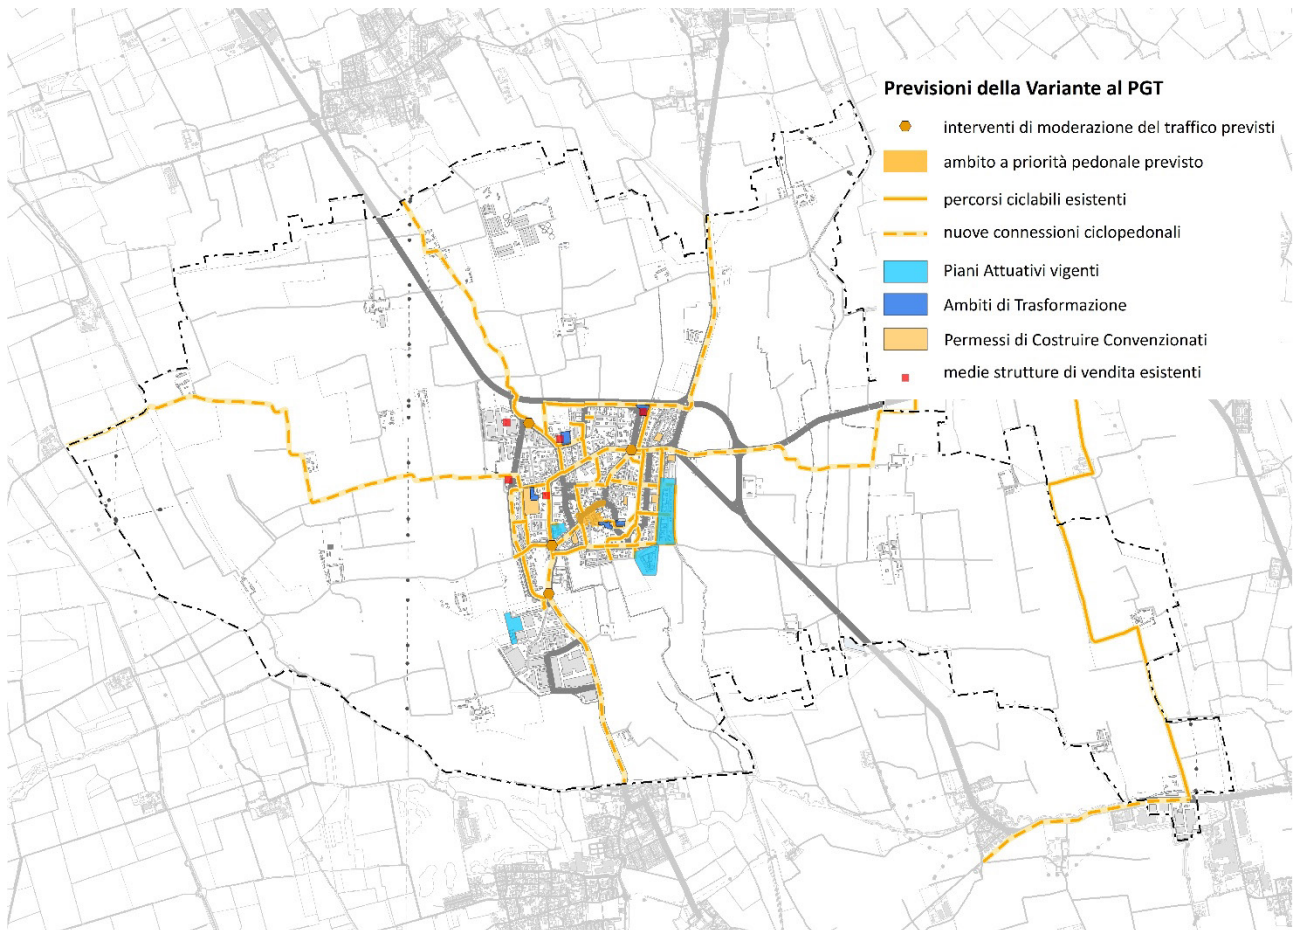 Previsioni della Variante al PGT
interventi di moderazione del traffico previsti
ambito a priorità pedonale previsto
percorsi ciclabili esistenti
nuove connessioni ciclopedonali
Piani Attuativi vigenti
Ambiti di Trasformazione
Permessi di Costruire Convenzionati
medie strutture di vendita esistenti